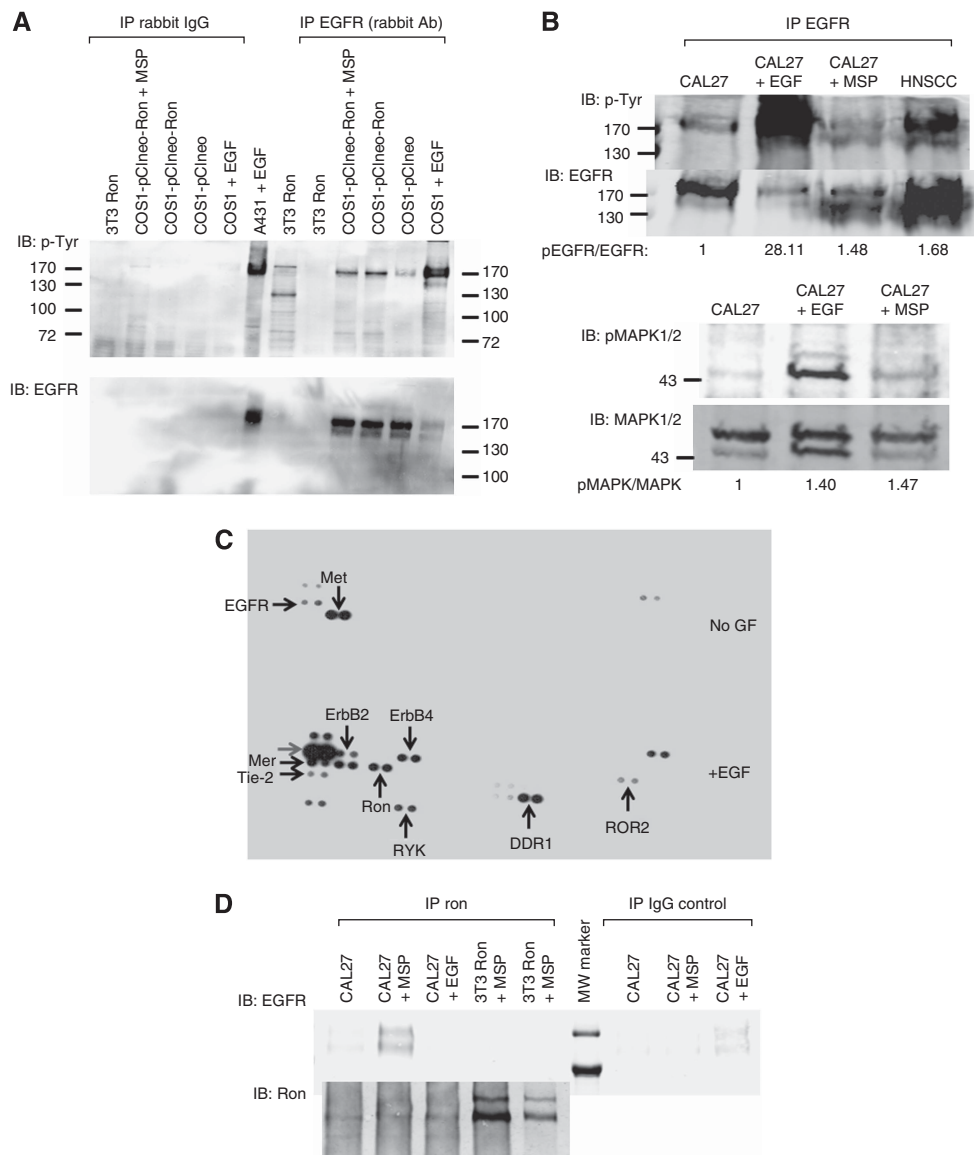 A
IP rabbit IgG
IP EGFR (rabbit Ab)
3T3 Ron
COS1-pCIneo-Ron + MSP
COS1-pCIneo-Ron
COS1-pCIneo
COS1 + EGF
A431 + EGF
3T3 Ron
3T3 Ron
COS1-pCIneo-Ron + MSP
COS1-pCIneo-Ron
COS1-pCIneo
COS1 + EGF
IB: p-Tyr
170
130
100
72
170
130
100
72
IB: EGFR
170
130
100
B
IP EGFR
CAL27
CAL27 + EGF
CAL27 + MSP
HNSCC
IB: p-Tyr
170
130
IB: EGFR
170
130
pEGFR/EGFR: 1 28.11 1.48 1.68
CAL27
CAL27 + EGF
CAL27 + MSP
IB: pMAPK1/2
43
IB: MAPK1/2
43
pMAPK/MAPK 1 1.40 1.47
C
Met
EGFR
No GF
ErbB2
ErbB4
Mer
Tie-2
+EGF
Ron
RYK
DDR1
ROR2
D
IP ron
IP IgG control
CAL27
CAL27 + MSP
CAL27 + EGF
3T3 Ron + MSP
3T3 Ron + MSP
MW marker
CAL27
CAL27 + MSP
CAL27 + EGF
IB: EGFR
IB: Ron